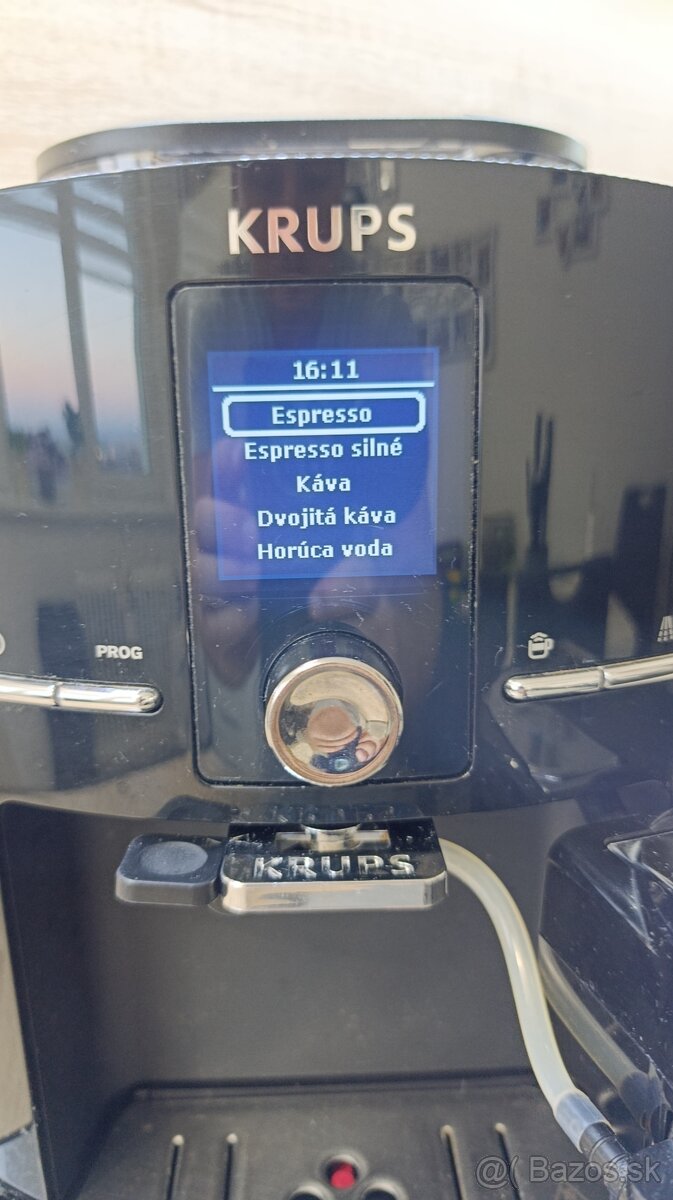 KRUPS
16:11
Espresso
Espresso silné
Káva
Dvojitá káva
Horúca voda
PROG
KRUPS
@( Bazos.sk